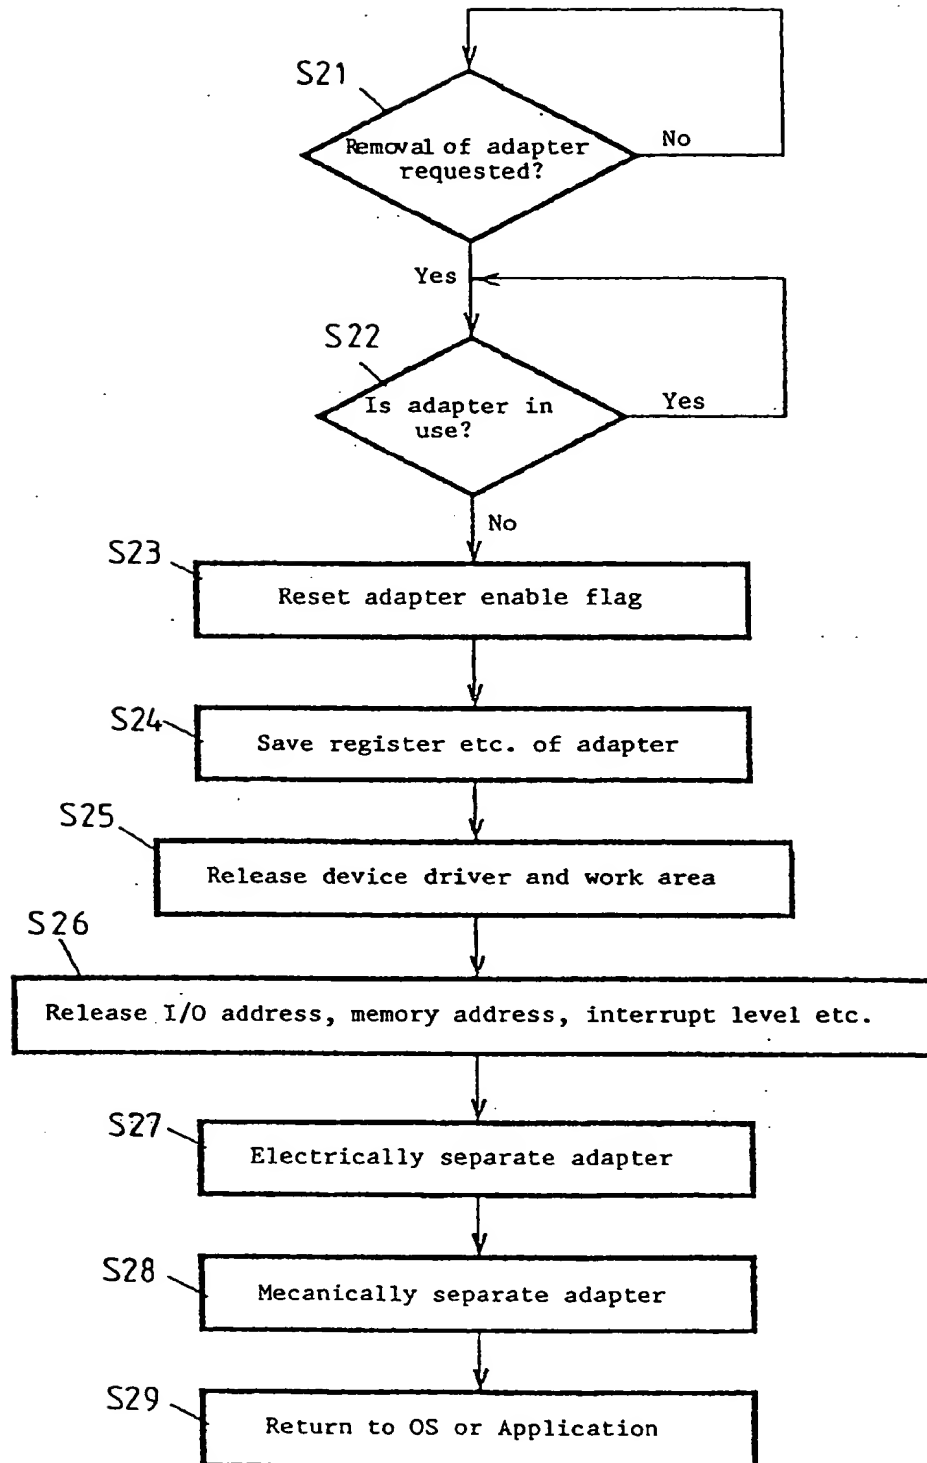 S21
Removal of adapter
requested?
No
Yes
S22
Is adapter in
use?
Yes
No
S23
Reset adapter enable flag
S24
Save register etc. of adapter
S25
Release device driver and work area
S26
Release I/O address, memory address, interrupt level etc.
S27
Electrically separate adapter
S28
Mecanically separate adapter
S29
Return to OS or Application